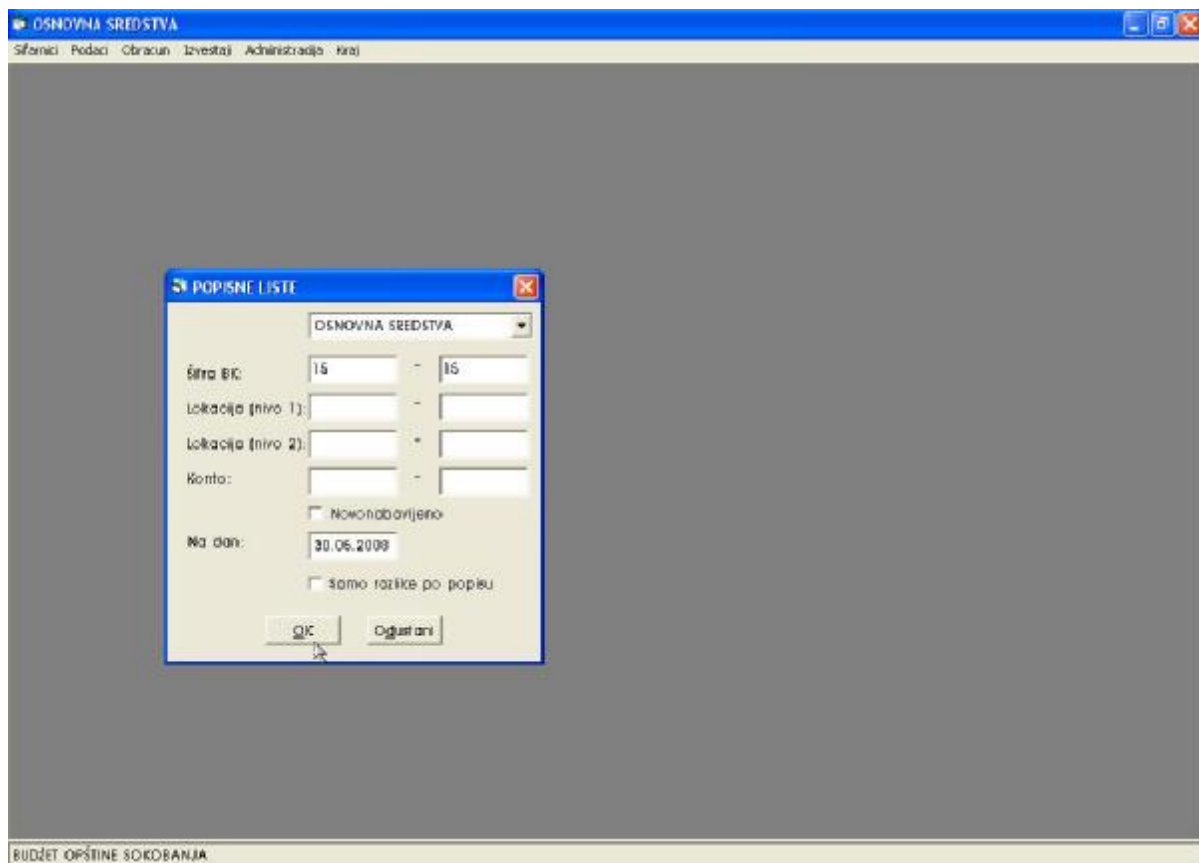 OSNOVNA SREDSTVA
Sifarnici Podaci Obracun Izvestaji Administracija Kraj
POPISNE LISTE
OSNOVNA SREDSTVA
Šifra BK: 15 - 15
Lokacija (nivo 1): -
Lokacija (nivo 2): -
Konto: -
Novonabavljeno
Na dan: 30.06.2008
Samo razlike po popisu
OK Odustani
BUDŽET OPŠTINE SOKOBANJA